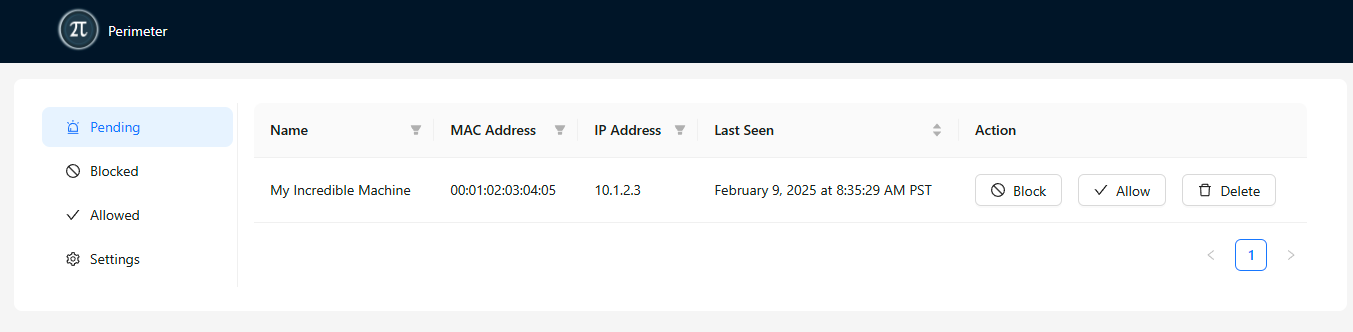 π Perimeter
Pending
Blocked
Allowed
Settings
Name MAC Address IP Address Last Seen Action
My Incredible Machine 00:01:02:03:04:05 10.1.2.3 February 9, 2025 at 8:35:29 AM PST Block Allow Delete
< 1 >